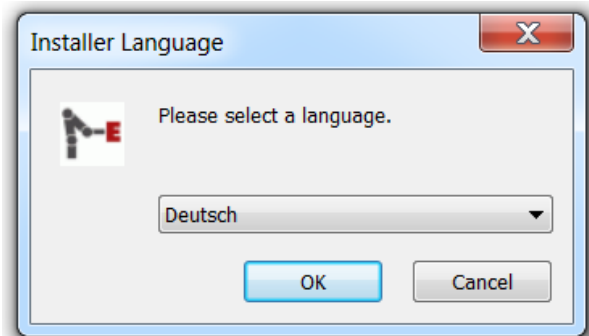 Installer Language
Please select a language.
Deutsch
OK
Cancel